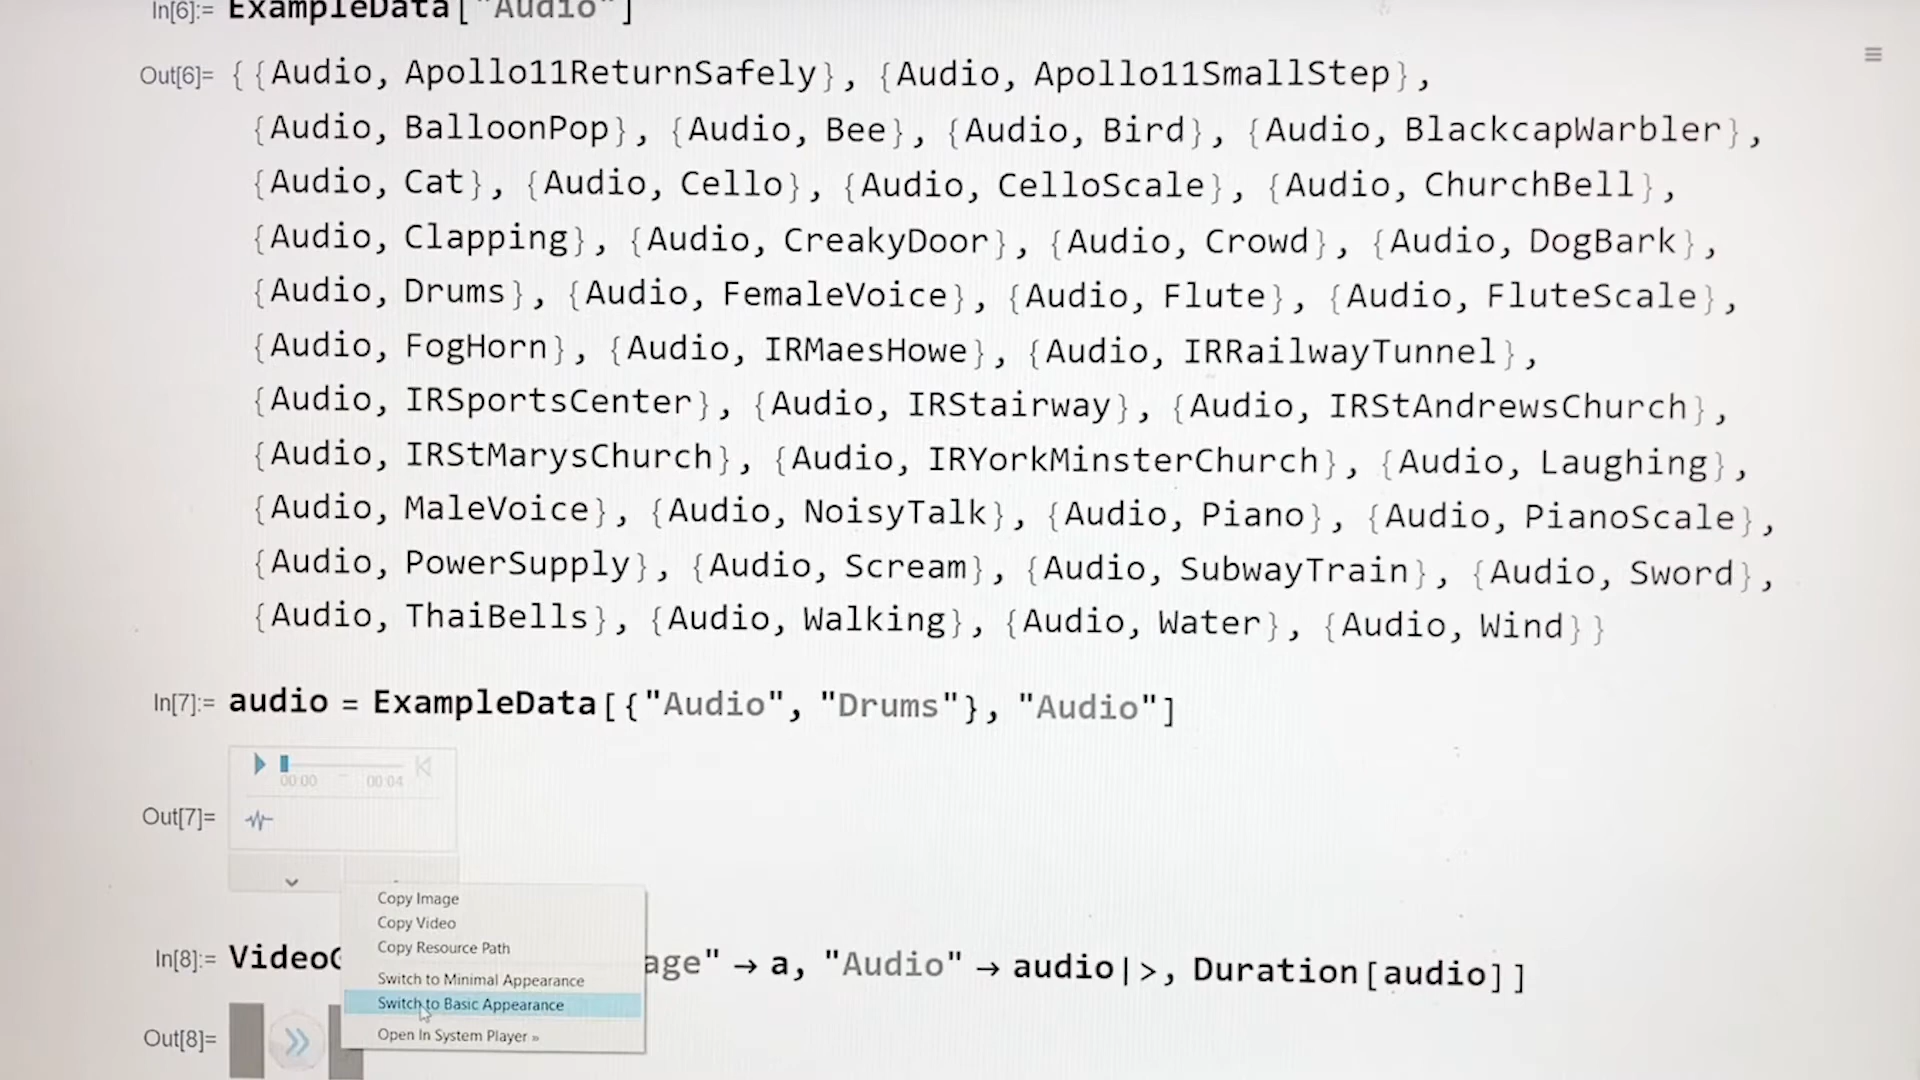 In[6]:= ExampleData["Audio"]
Out[6]= {{Audio, Apollo11ReturnSafely}, {Audio, Apollo11SmallStep},
{Audio, BalloonPop}, {Audio, Bee}, {Audio, Bird}, {Audio, BlackcapWarbler},
{Audio, Cat}, {Audio, Cello}, {Audio, CelloScale}, {Audio, ChurchBell},
{Audio, Clapping}, {Audio, CreakyDoor}, {Audio, Crowd}, {Audio, DogBark},
{Audio, Drums}, {Audio, FemaleVoice}, {Audio, Flute}, {Audio, FluteScale},
{Audio, FogHorn}, {Audio, IRMaesHowe}, {Audio, IRRailwayTunnel},
{Audio, IRSportsCenter}, {Audio, IRStairway}, {Audio, IRStAndrewsChurch},
{Audio, IRStMarysChurch}, {Audio, IRYorkMinsterChurch}, {Audio, Laughing},
{Audio, MaleVoice}, {Audio, NoisyTalk}, {Audio, Piano}, {Audio, PianoScale},
{Audio, PowerSupply}, {Audio, Scream}, {Audio, SubwayTrain}, {Audio, Sword},
{Audio, ThaiBells}, {Audio, Walking}, {Audio, Water}, {Audio, Wind}}
In[7]:= audio = ExampleData[{"Audio", "Drums"}, "Audio"]
00:00 00:04
Out[7]=
Copy Image
Copy Video
Copy Resource Path
In[8]:= Video age" → a, "Audio" → audio|>, Duration[audio]]
Switch to Minimal Appearance
Switch to Basic Appearance
Open In System Player »
Out[8]=